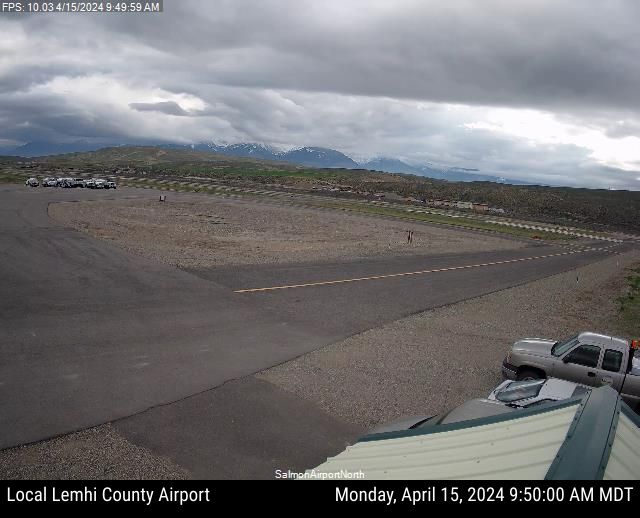 FPS: 10.03 4/15/2024 9:49:59 AM
SalmonAirportNorth
Local Lemhi County Airport Monday, April 15, 2024 9:50:00 AM MDT